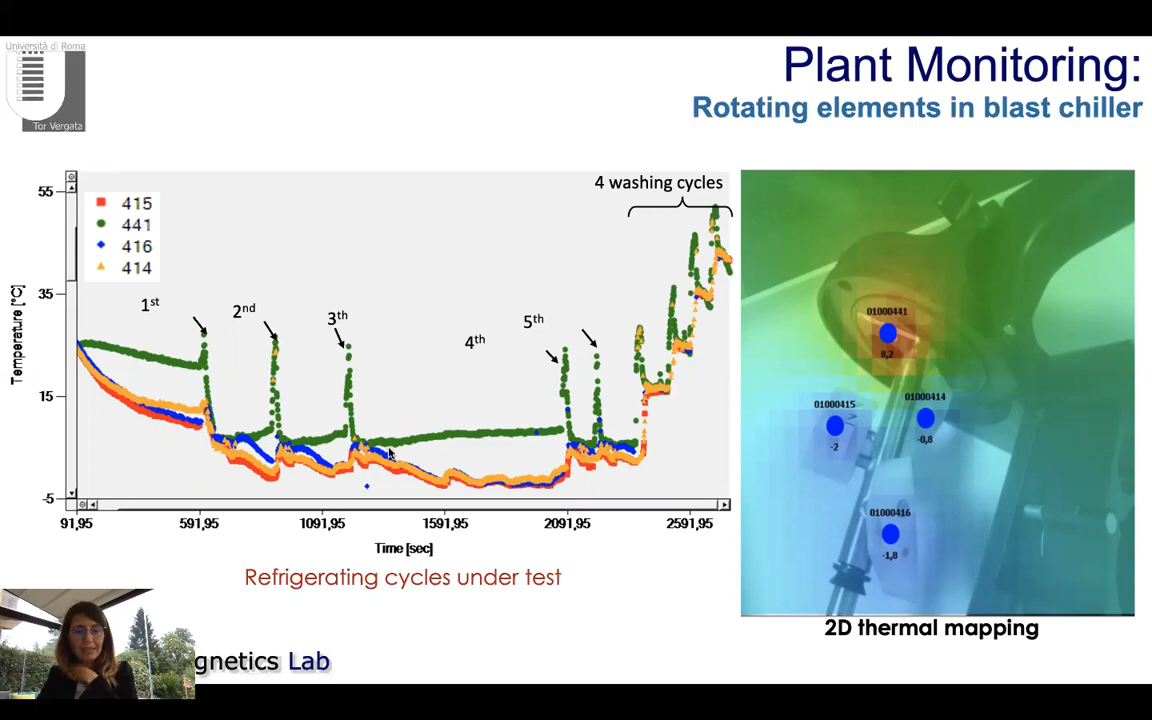 Università di Roma
Tor Vergata
Plant Monitoring:
Rotating elements in blast chiller
4 washing cycles
415
441
416
414
1st
2nd
3th
4th
5th
Temperature [°C]
55
35
15
-5
91,95
591,95
1091,95
1591,95
2091,95
2591,95
Time [sec]
Refrigerating cycles under test
01000441
8,2
01000415
-2
01000414
-0,8
01000416
-1,8
2D thermal mapping
gnetics Lab